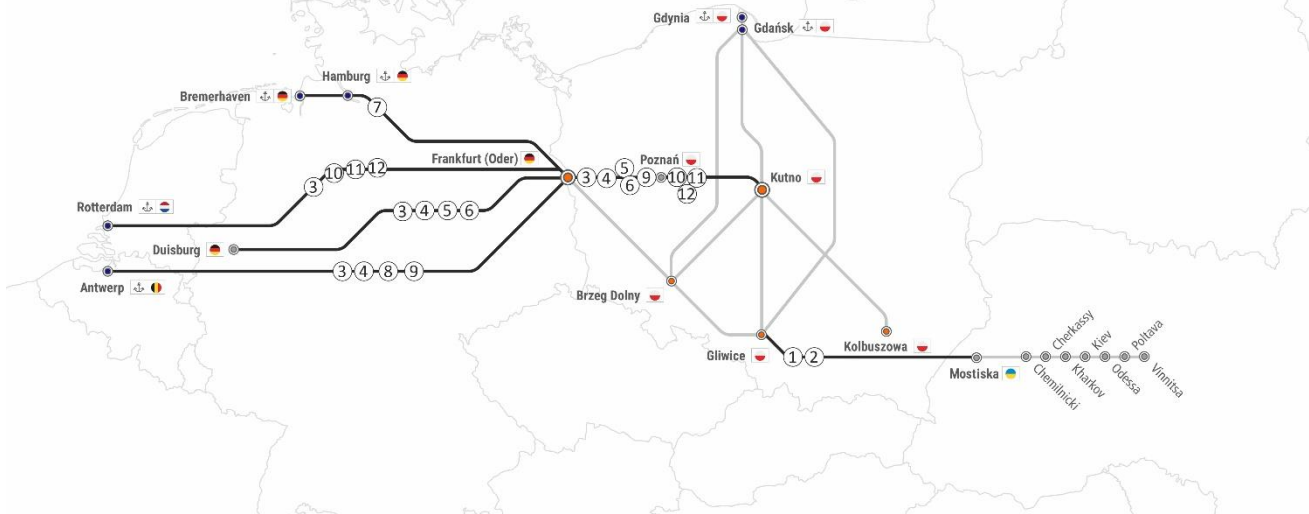 Gdynia
Gdańsk
Hamburg
Bremerhaven
7
Frankfurt (Oder)
Poznań
Kutno
3
10
11
12
3
4
5
6
9
10
11
12
Rotterdam
3
4
5
6
Duisburg
3
4
8
9
Antwerp
Brzeg Dolny
Gliwice
1
2
Kolbuszowa
Mostiska
Chemilnicki
Cherkassy
Kharkov
Kiev
Odessa
Poltava
Vinnitsa